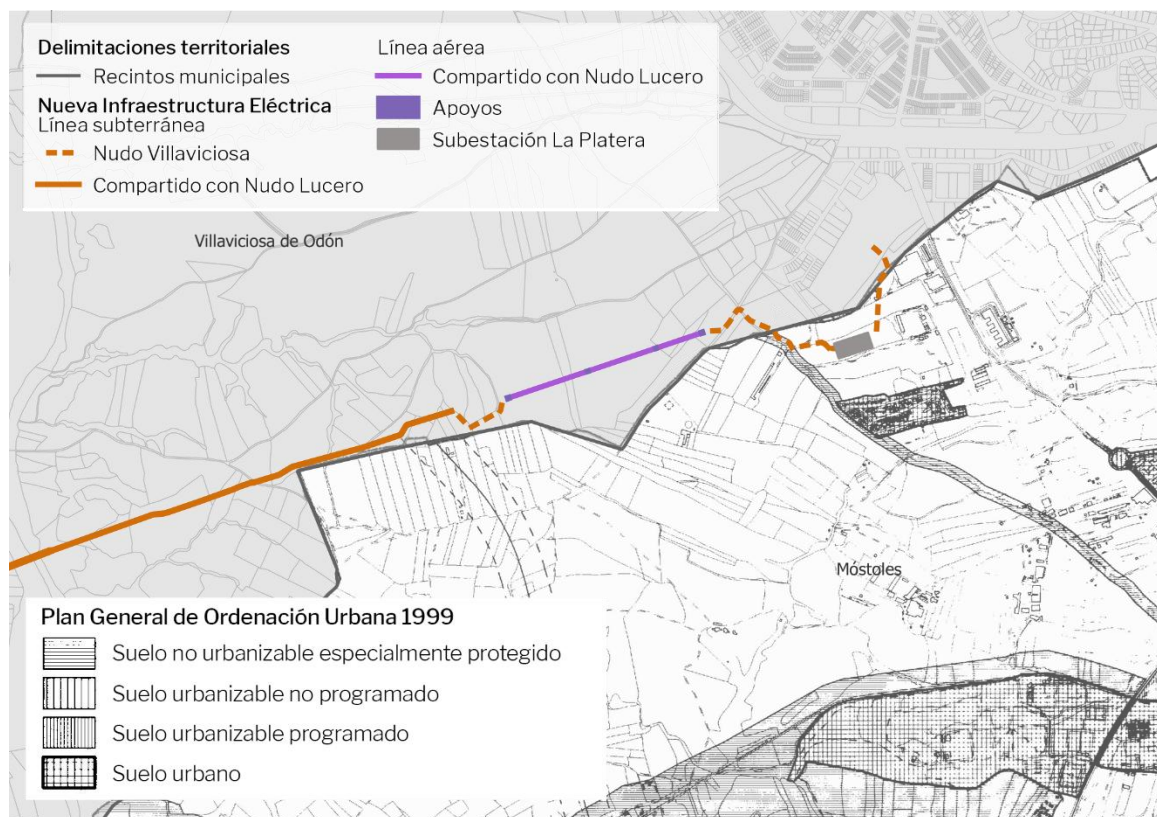 Delimitaciones territoriales
Recintos municipales
Nueva Infraestructura Eléctrica
Línea subterránea
Nudo Villaviciosa
Compartido con Nudo Lucero
Línea aérea
Compartido con Nudo Lucero
Apoyos
Subestación La Platera
Villaviciosa de Odón
Móstoles
Plan General de Ordenación Urbana 1999
Suelo no urbanizable especialmente protegido
Suelo urbanizable no programado
Suelo urbanizable programado
Suelo urbano